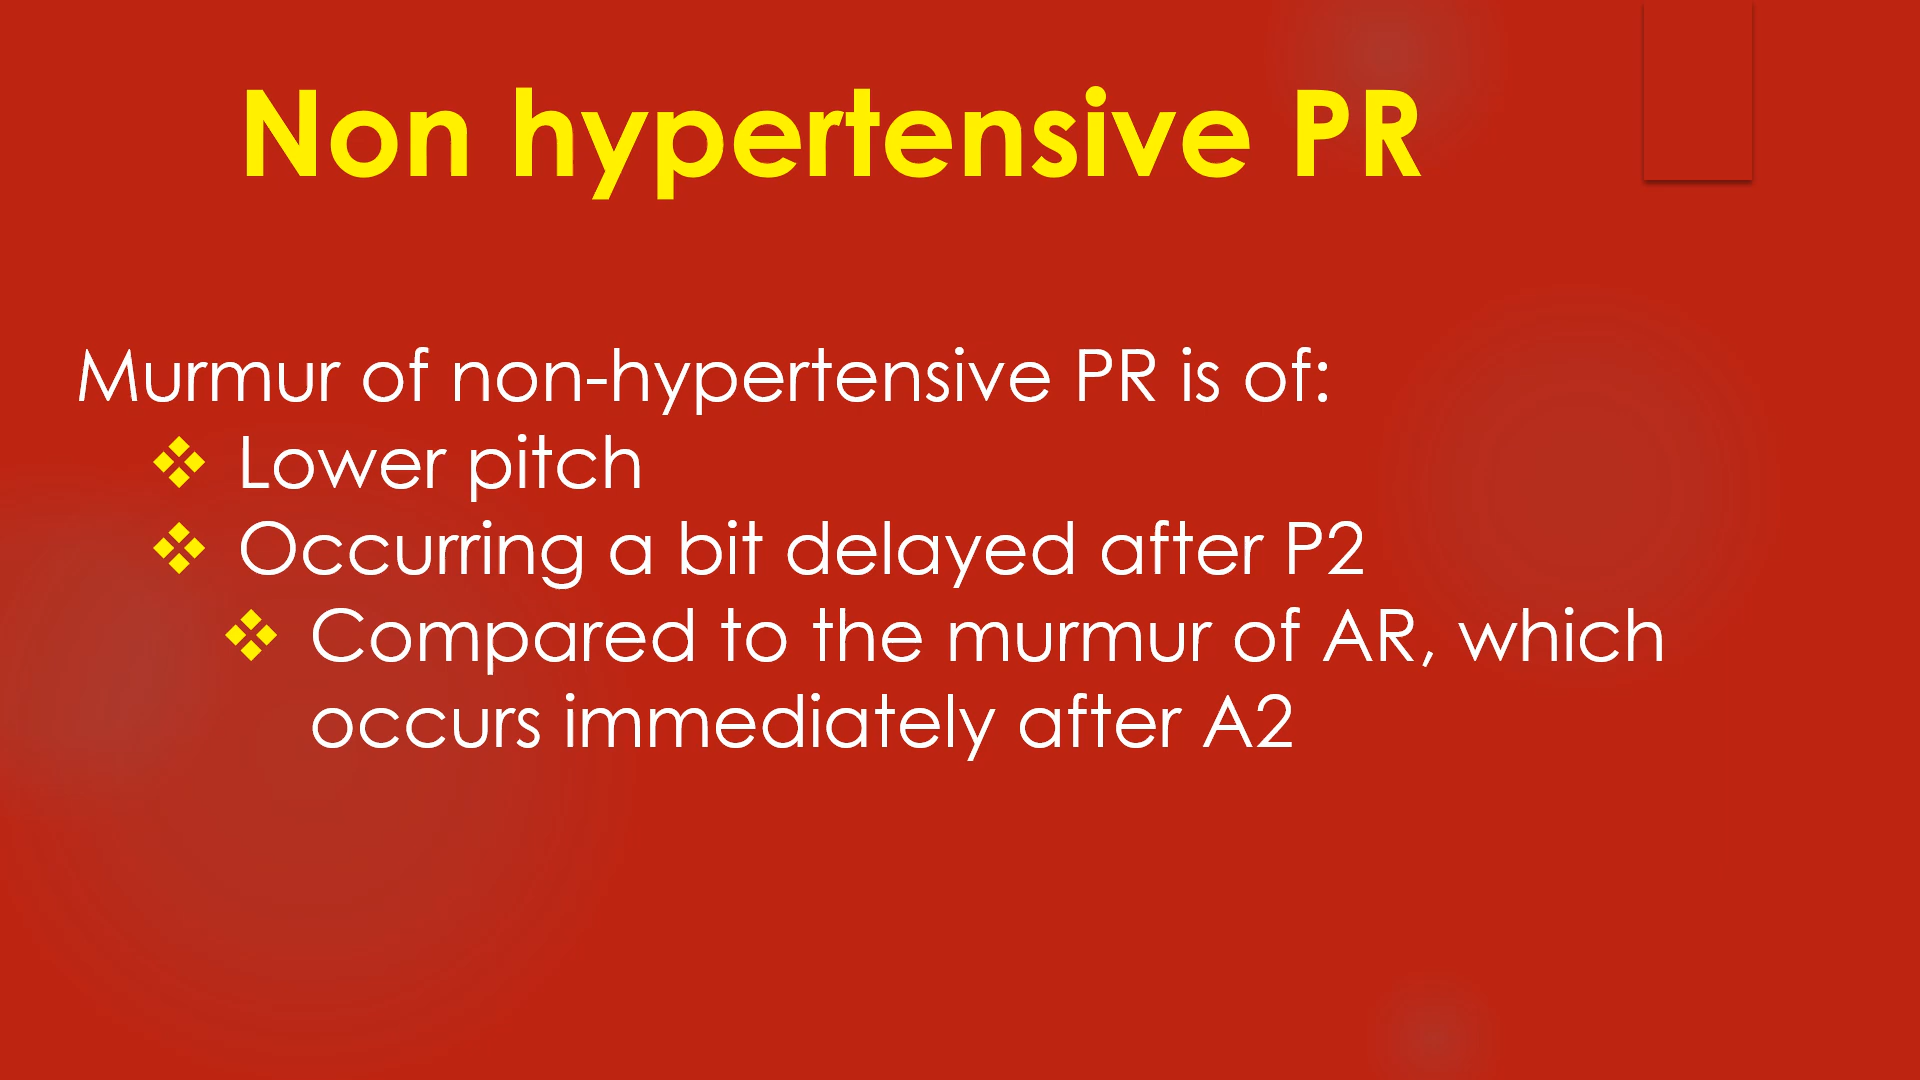 Non hypertensive PR
Murmur of non-hypertensive PR is of:
❖ Lower pitch
❖ Occurring a bit delayed after P2
❖ Compared to the murmur of AR, which
occurs immediately after A2